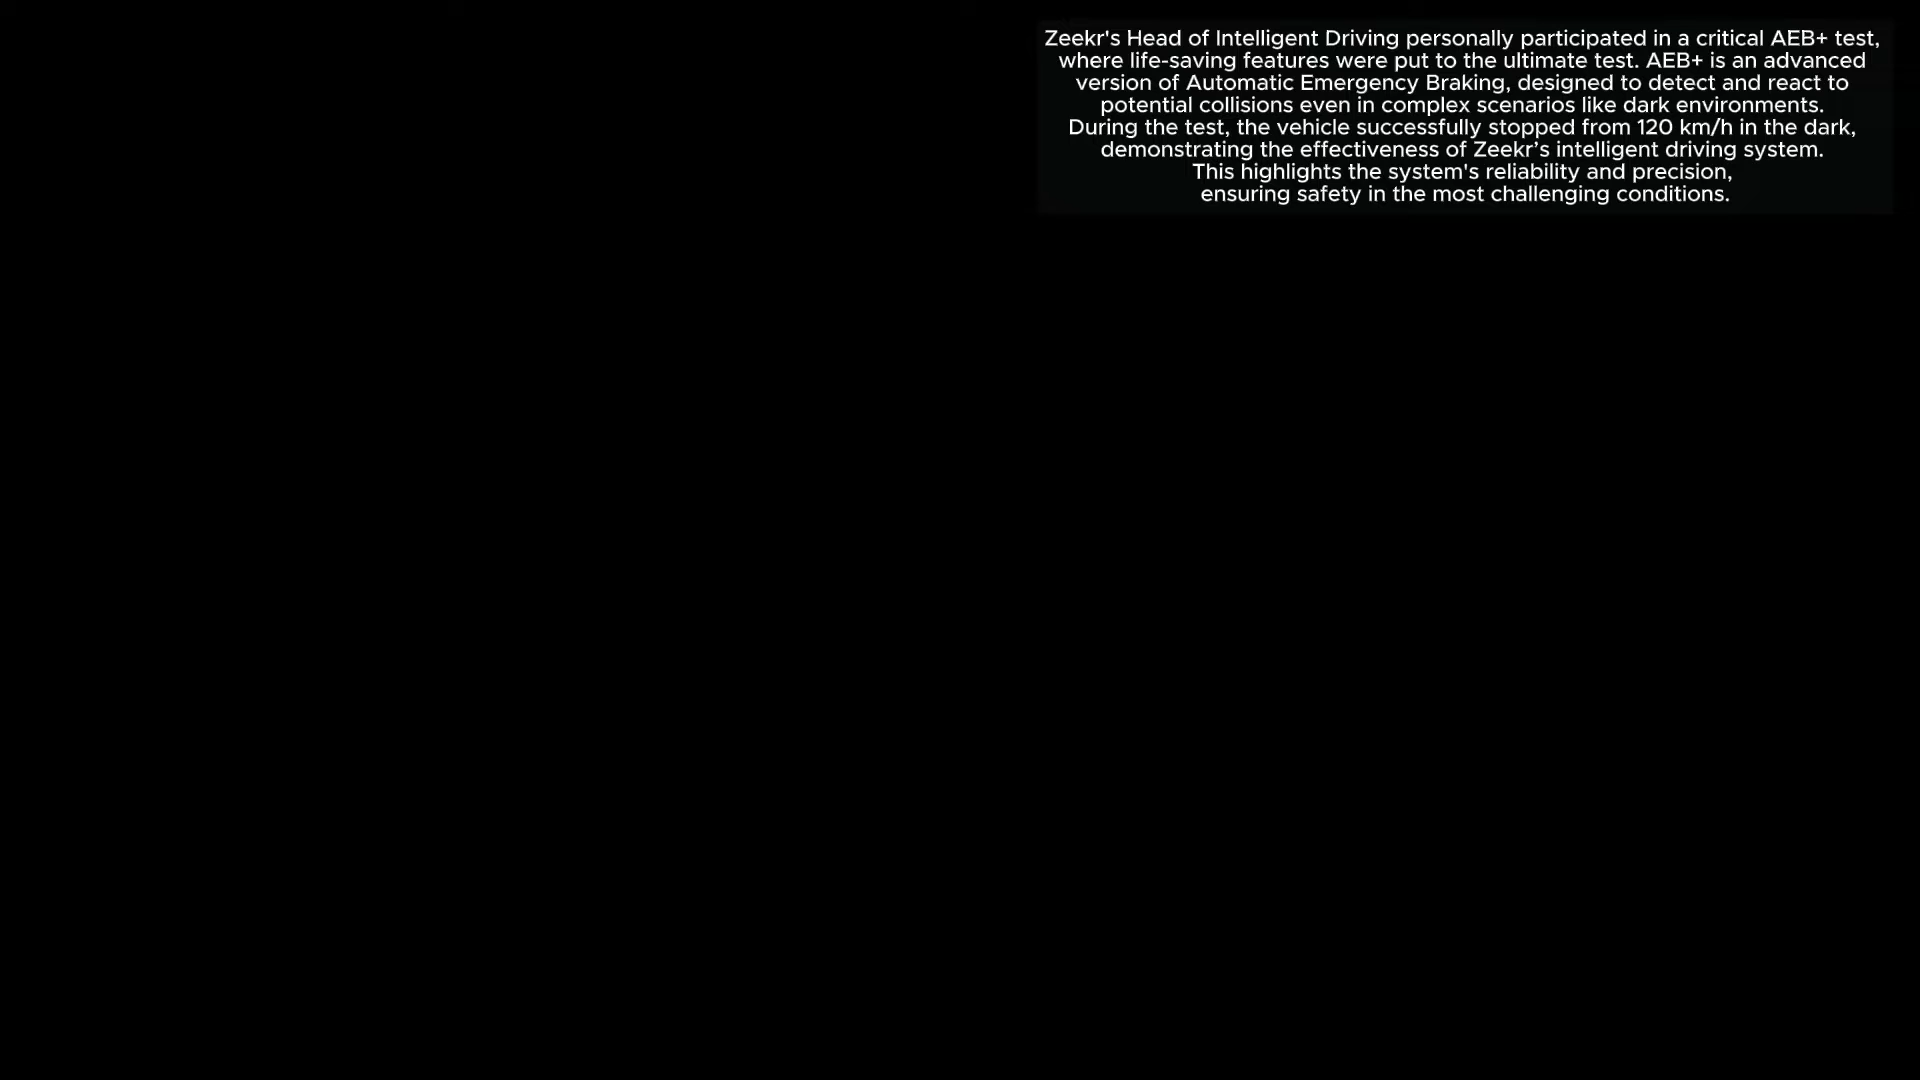 Zeekr's Head of Intelligent Driving personally participated in a critical AEB+ test,
where life-saving features were put to the ultimate test. AEB+ is an advanced
version of Automatic Emergency Braking, designed to detect and react to
potential collisions even in complex scenarios like dark environments.
During the test, the vehicle successfully stopped from 120 km/h in the dark,
demonstrating the effectiveness of Zeekr’s intelligent driving system.
This highlights the system's reliability and precision,
ensuring safety in the most challenging conditions.